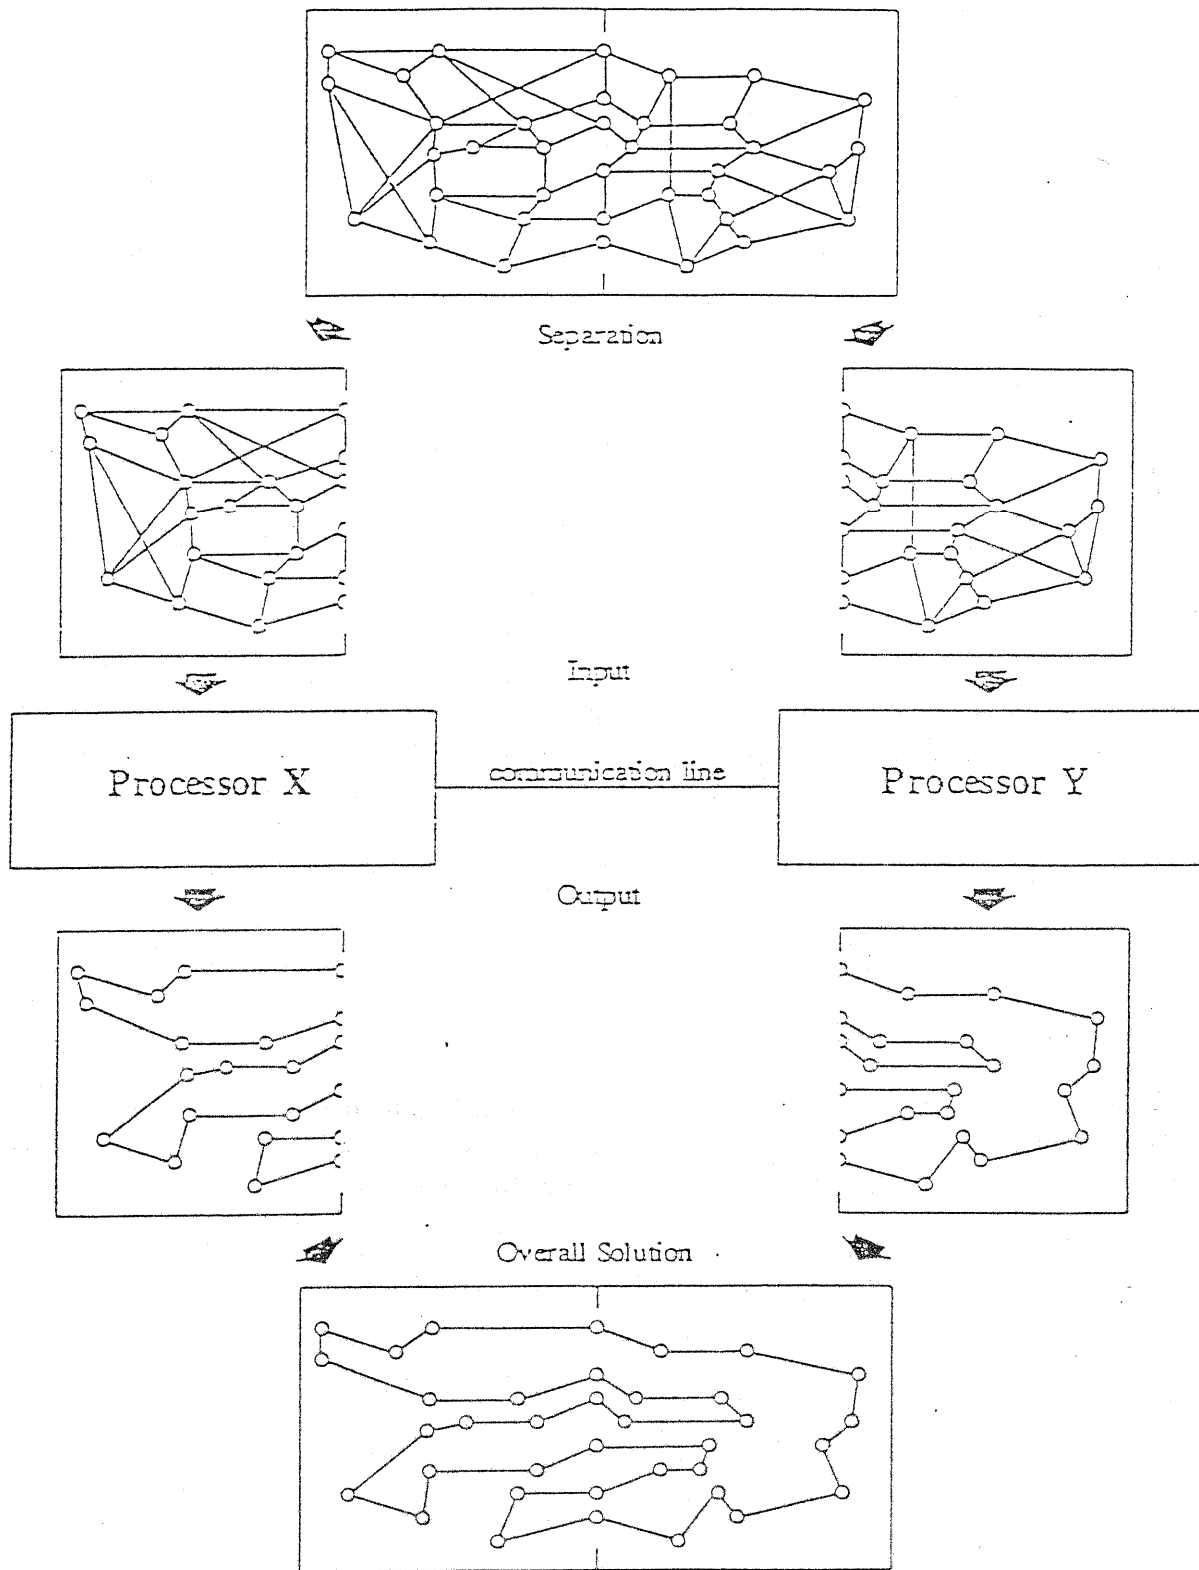 Separation
Input
Processor X
communication line
Processor Y
Output
Overall Solution